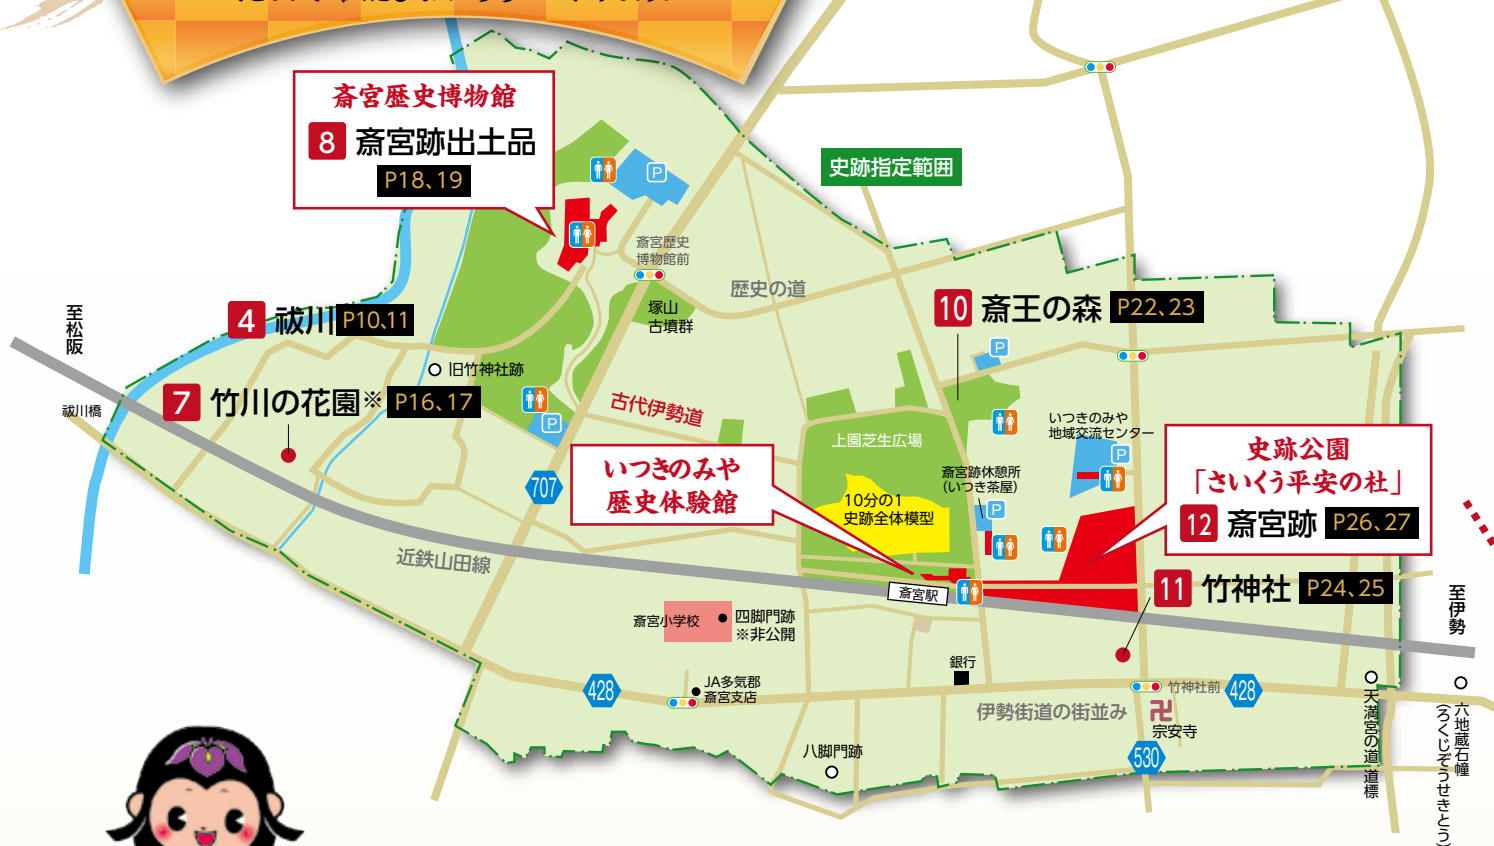 斎宮歴史博物館
8 斎宮跡出土品
P18、19
史跡指定範囲
P
斎宮歴史
博物館前
歴史の道
塚山
古墳群
至松阪
4 祓川 P10、11
10 斎王の森 P22、23
P
旧竹神社跡
7 竹川の花園※ P16、17
祓川橋
P
古代伊勢道
上園芝生広場
いつきのみや
地域交流センター
P
いつきのみや
歴史体験館
707
10分の1
史跡全体模型
斎宮跡休憩所
(いつき茶屋)
P
史跡公園
「さいくう平安の杜」
12 斎宮跡 P26、27
近鉄山田線
斎宮駅
11 竹神社 P24、25
至伊勢
斎宮小学校
四脚門跡
※非公開
銀行
428
JA多気郡
斎宮支店
竹神社前
428
伊勢街道の街並み
卍
宗安寺
530
八脚門跡
天満宮の道 道標
六地蔵石幢
(ろくじぞうせきとう)